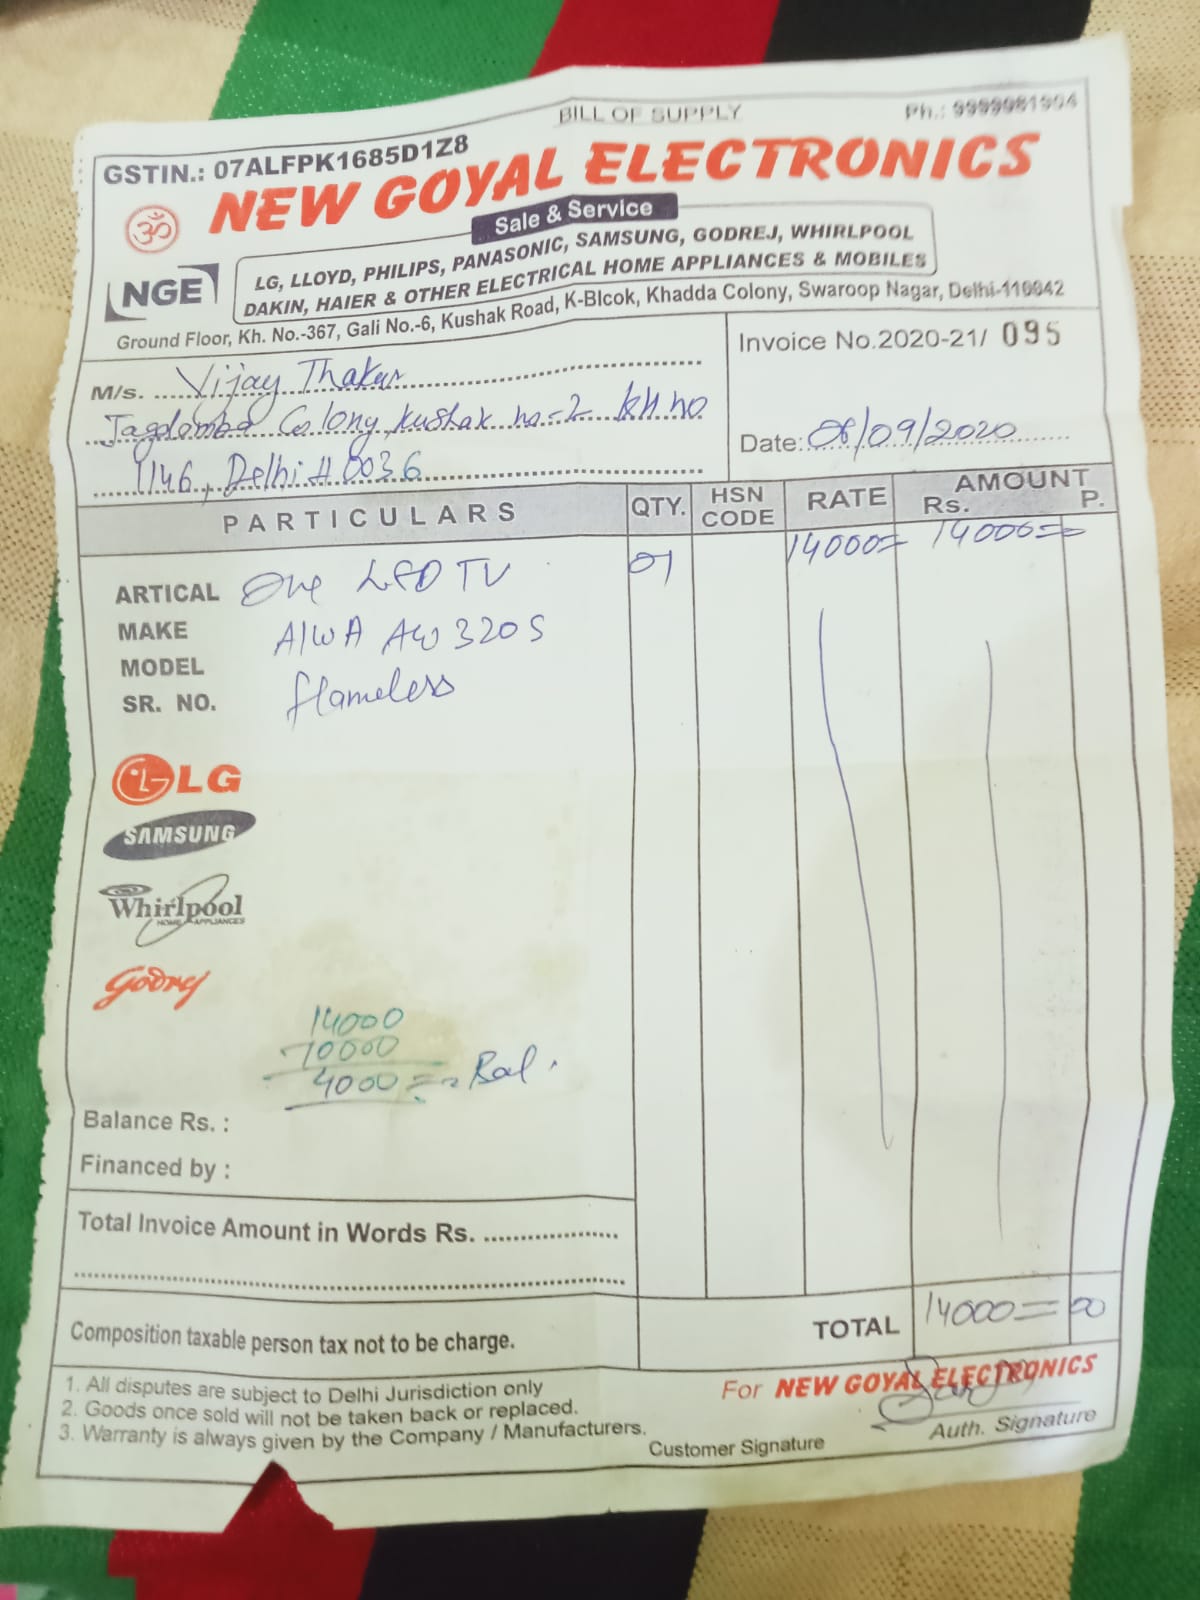 BILL OF SUPPLY
Ph.: 9999981904
GSTIN.: 07ALFPK1685D1Z8
NEW GOYAL ELECTRONICS
Sale & Service
ॐ
NGE
LG, LLOYD, PHILIPS, PANASONIC, SAMSUNG, GODREJ, WHIRLPOOL
DAKIN, HAIER & OTHER ELECTRICAL HOME APPLIANCES & MOBILES
Ground Floor, Kh. No.-367, Gali No.-6, Kushak Road, K-Blcok, Khadda Colony, Swaroop Nagar, Delhi-110042
Invoice No.2020-21/ 095
M/s. Vijay Thakur
Jagdamba Colony, Kushak no-2 KH no
1146, Delhi 110036
Date: 08/09/2020
PARTICULARS QTY. HSN CODE RATE AMOUNT Rs. P.
ARTICAL One LED TV 01 14000= 14000=00
MAKE AIWA AW320S
MODEL
SR. NO. flameless
LG
SAMSUNG
Whirlpool
HOME APPLIANCES
Godrej
14000
-10000
4000= Bal.
Balance Rs. :
Financed by :
Total Invoice Amount in Words Rs.
Composition taxable person tax not to be charge.
TOTAL 14000=00
1. All disputes are subject to Delhi Jurisdiction only
2. Goods once sold will not be taken back or replaced.
3. Warranty is always given by the Company / Manufacturers.
For NEW GOYAL ELECTRONICS
Customer Signature
Auth. Signature